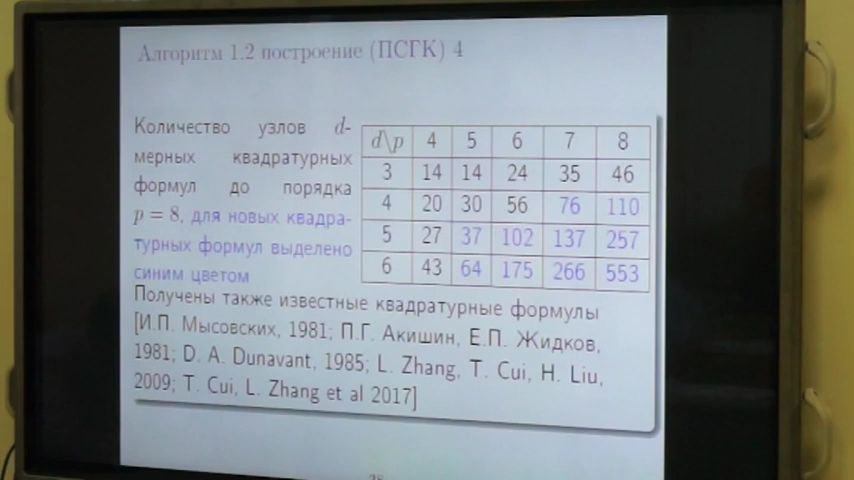 Алгоритм 1.2 построение (ПСГК) 4
Количество узлов d-
мерных квадратурных
формул до порядка
p = 8, для новых квадра-
турных формул выделено
синим цветом
d\p 4 5 6 7 8
3 14 14 24 35 46
4 20 30 56 76 110
5 27 37 102 137 257
6 43 64 175 266 553
Получены также известные квадратурные формулы
[И.П. Мысовских, 1981; П.Г. Акишин, Е.П. Жидков,
1981; D. A. Dunavant, 1985; L. Zhang, T. Cui, H. Liu,
2009; T. Cui, L. Zhang et al 2017]